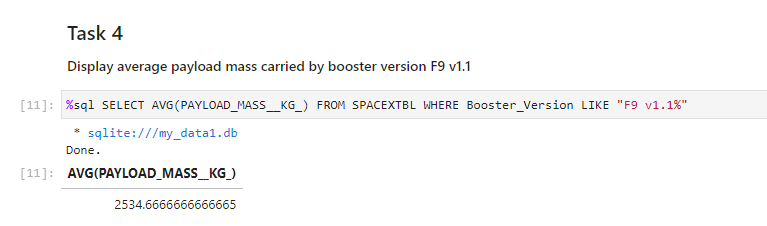 Task 4
Display average payload mass carried by booster version F9 v1.1
[11]: %sql SELECT AVG(PAYLOAD_MASS__KG_) FROM SPACEXTBL WHERE Booster_Version LIKE "F9 v1.1%"
* sqlite:///my_data1.db
Done.
[11]: AVG(PAYLOAD_MASS__KG_)
2534.6666666666665